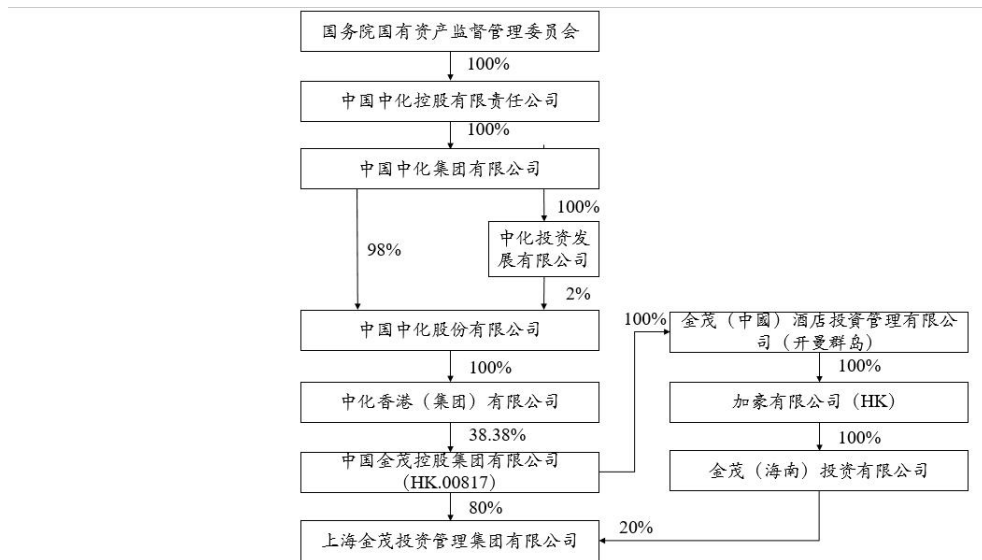 国务院国有资产监督管理委员会
100%
中国中化控股有限责任公司
100%
中国中化集团有限公司
100%
98%
中化投资发
展有限公司
2%
中国中化股份有限公司
100%
中化香港（集团）有限公司
38.38%
中国金茂控股集团有限公司
(HK.00817)
100%
金茂（中國）酒店投资管理有限公
司（开曼群岛）
100%
加豪有限公司（HK）
100%
金茂（海南）投资有限公司
80%
20%
上海金茂投资管理集团有限公司